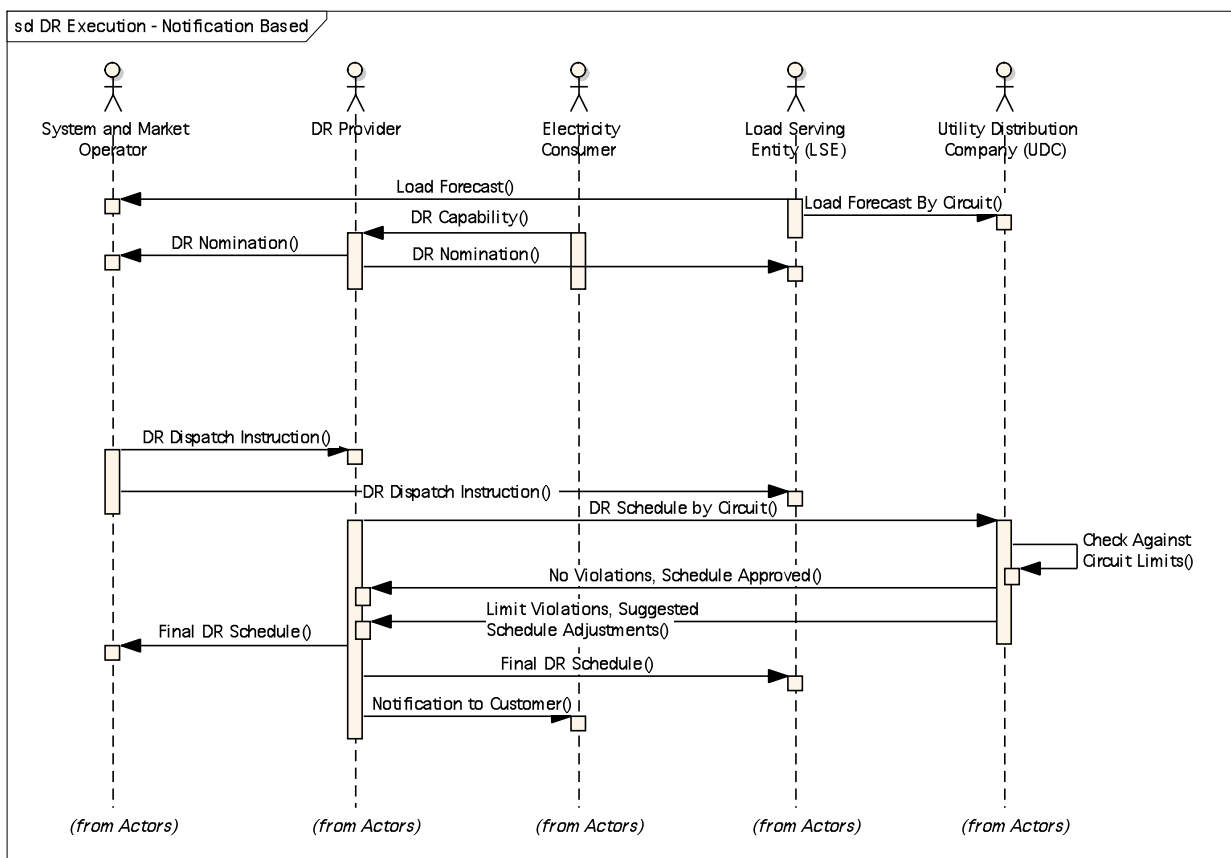 sd DR Execution - Notification Based
System and Market
Operator
DR Provider
Electricity
Consumer
Load Serving
Entity (LSE)
Utility Distribution
Company (UDC)
Load Forecast()
Load Forecast By Circuit()
DR Capability()
DR Nomination()
DR Nomination()
DR Dispatch Instruction()
DR Dispatch Instruction()
DR Schedule by Circuit()
Check Against
Circuit Limits()
No Violations, Schedule Approved()
Limit Violations, Suggested
Schedule Adjustments()
Final DR Schedule()
Final DR Schedule()
Notification to Customer()
(from Actors)
(from Actors)
(from Actors)
(from Actors)
(from Actors)